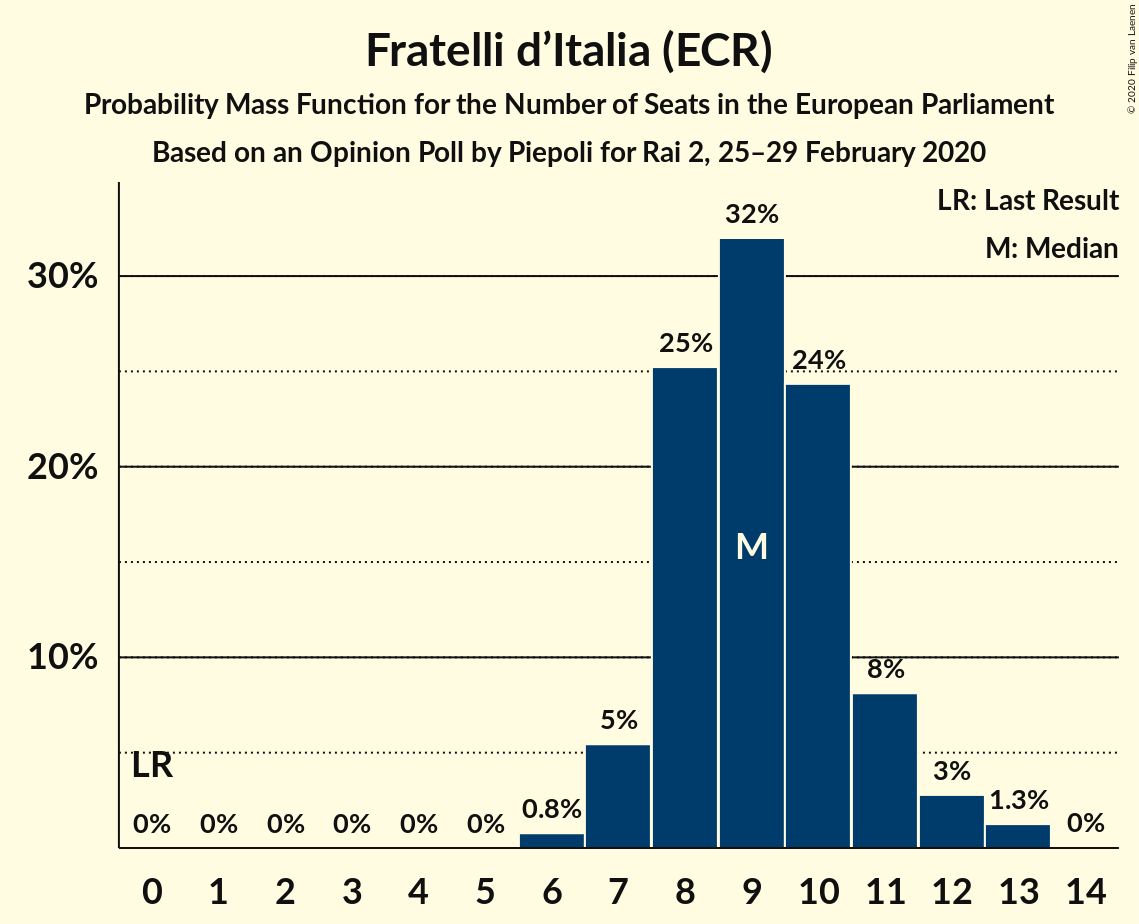 Fratelli d’Italia (ECR)
Probability Mass Function for the Number of Seats in the European Parliament
Based on an Opinion Poll by Piepoli for Rai 2, 25–29 February 2020
© 2020 Filip van Laenen
LR: Last Result
M: Median
30%
20%
10%
32%
25%
24%
M
8%
5%
LR
3%
0% 0% 0% 0% 0% 0% 0.8% 1.3% 0%
0 1 2 3 4 5 6 7 8 9 10 11 12 13 14